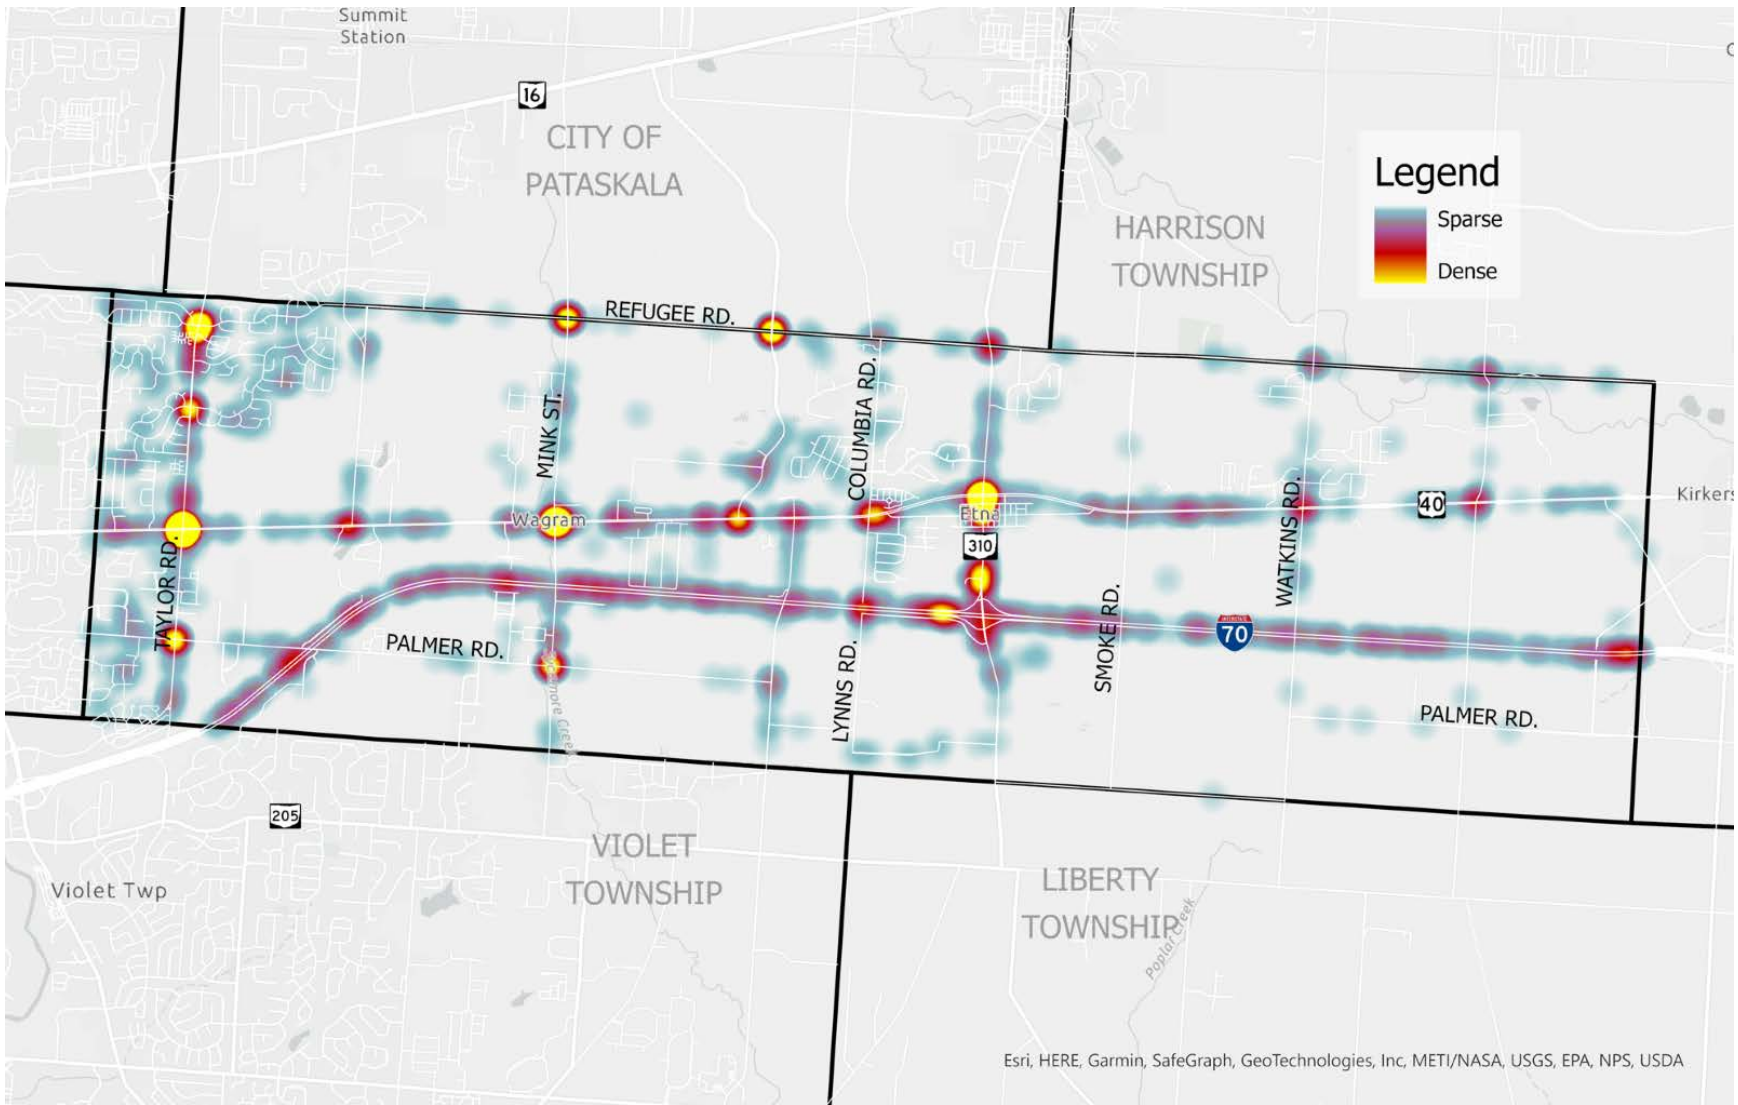 Summit
Station
16
CITY OF
PATASKALA
Legend
Sparse
Dense
HARRISON
TOWNSHIP
REFUGEE RD.
COLUMBIA RD.
MINK ST.
Wagram
Etna
40
Kirkers
WATKINS RD.
310
TAYLOR RD.
PALMER RD.
INTERSTATE
70
SMOKE RD.
LYNNS RD.
PALMER RD.
205
VIOLET
TOWNSHIP
Violet Twp
LIBERTY
TOWNSHIP
Poplar Creek
Esri, HERE, Garmin, SafeGraph, GeoTechnologies, Inc, METI/NASA, USGS, EPA, NPS, USDA